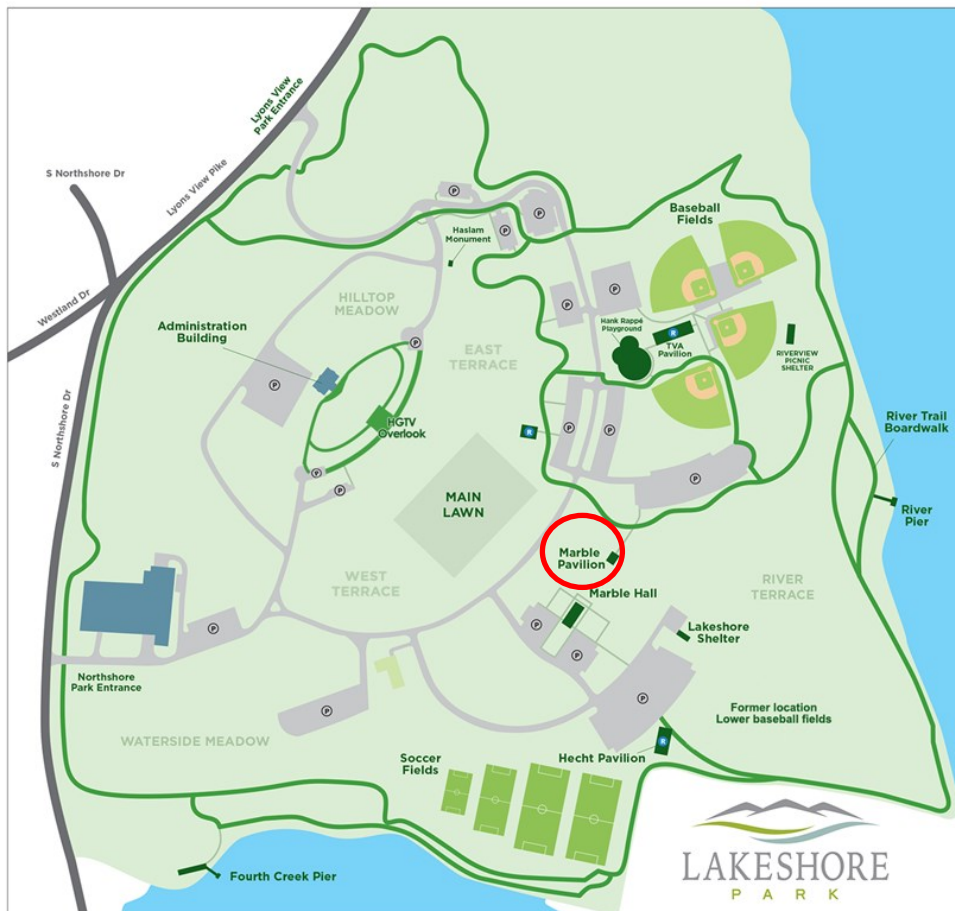 Lyons View
Park Entrance
S Northshore Dr
Lyons View Pike
Westland Dr
S Northshore Dr
P
P
P
Haslam
Monument
Baseball
Fields
HILLTOP
MEADOW
P
P
Administration
Building
P
P
EAST
TERRACE
Hank Rappé
Playground
R
TVA
Pavilion
RIVERVIEW
PICNIC
SHELTER
HGTV
Overlook
R
P
P
River Trail
Boardwalk
P
P
P
MAIN
LAWN
River
Pier
Marble
Pavilion
WEST
TERRACE
Marble Hall
RIVER
TERRACE
P
P
P
Lakeshore
Shelter
Northshore
Park Entrance
P
P
Former location
Lower baseball fields
WATERSIDE MEADOW
R
Hecht Pavilion
Soccer
Fields
Fourth Creek Pier
LAKESHORE
PARK